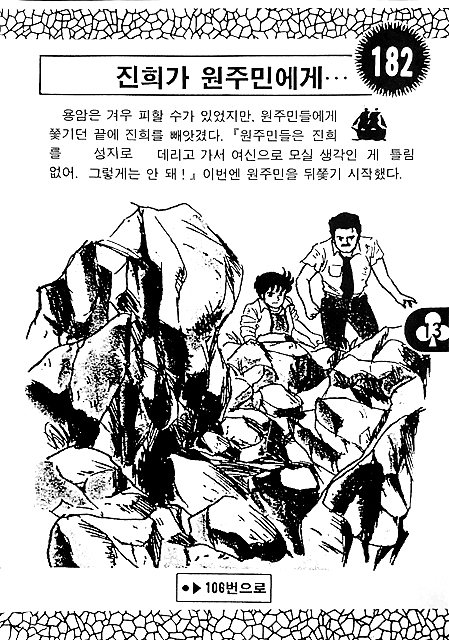 182
진희가 원주민에게…
용암은 겨우 피할 수가 있었지만, 원주민들에게
쫓기던 끝에 진희를 빼앗겼다. 『원주민들은 진희
를 성지로 데리고 가서 여신으로 모실 생각인 게 틀림
없어. 그렇게는 안 돼!』 이번엔 원주민을 뒤쫓기 시작했다.
13
●▶106번으로